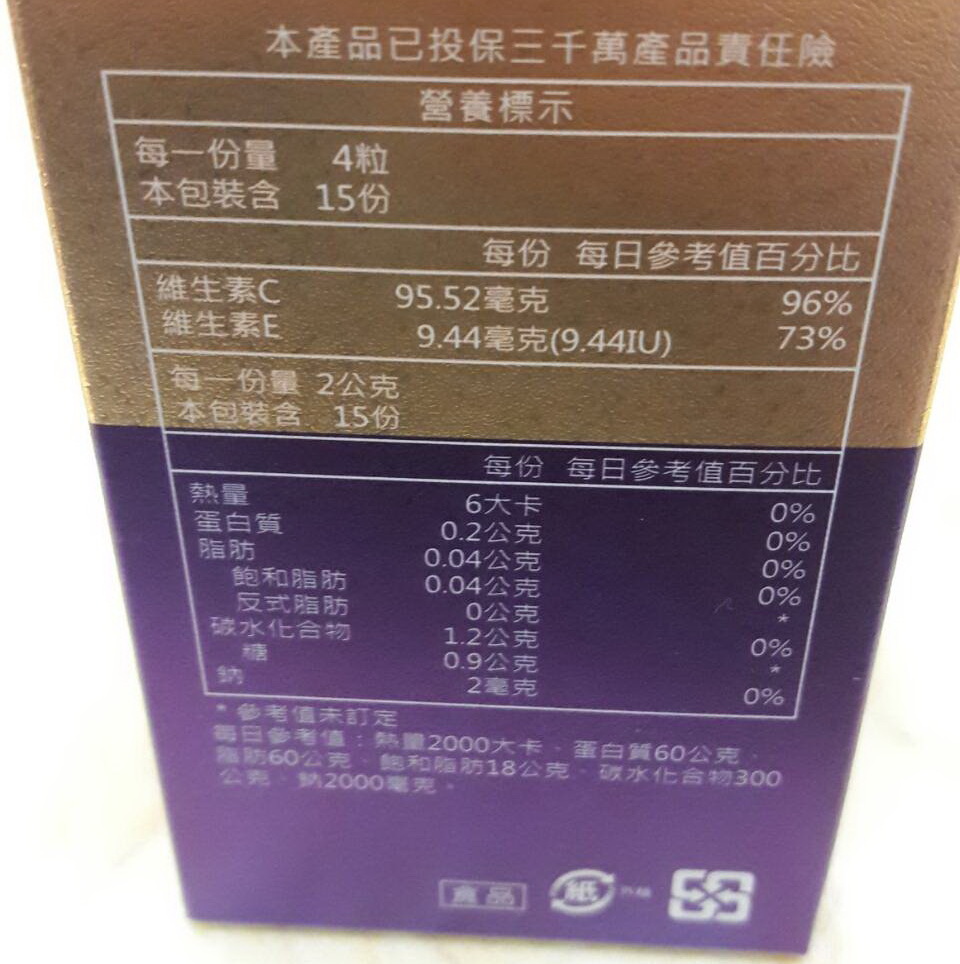 本產品已投保三千萬產品責任險
營養標示
每一份量 4粒
本包裝含 15份
每份 每日參考值百分比
維生素C 95.52毫克 96%
維生素E 9.44毫克(9.44IU) 73%
每一份量 2公克
本包裝含 15份
每份 每日參考值百分比
熱量 6大卡 0%
蛋白質 0.2公克 0%
脂肪 0.04公克 0%
飽和脂肪 0.04公克 0%
反式脂肪 0公克 *
碳水化合物 1.2公克 0%
糖 0.9公克 *
鈉 2毫克 0%
* 參考值未訂定
每日參考值：熱量2000大卡、蛋白質60公克、
脂肪60公克、飽和脂肪18公克、碳水化合物300
公克、鈉2000毫克。
食品 紙